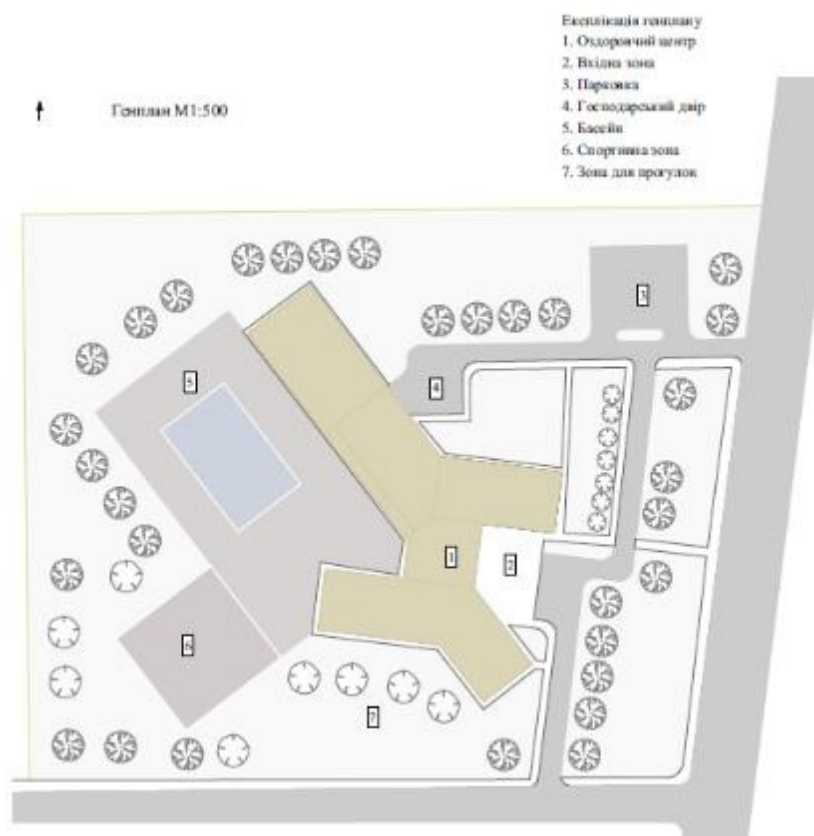 Експлікація генплану
1. Оздоровчий центр
2. Вхідна зона
3. Парковка
4. Господарський двір
5. Басейн
6. Спортивна зона
7. Зона для прогулок
Генплан М1:500
3
5
4
1
2
6
7